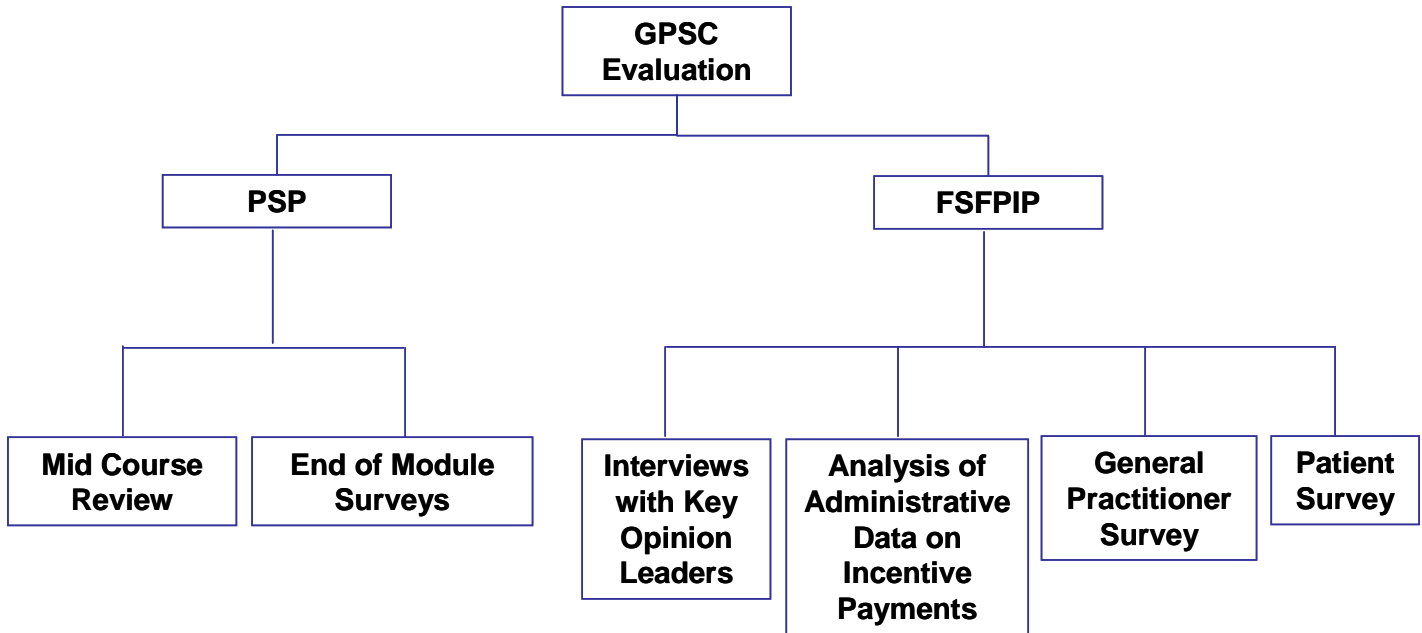 GPSC
Evaluation
PSP
FSFPIP
Mid Course
Review
End of Module
Surveys
Interviews
with Key
Opinion
Leaders
Analysis of
Administrative
Data on
Incentive
Payments
General
Practitioner
Survey
Patient
Survey